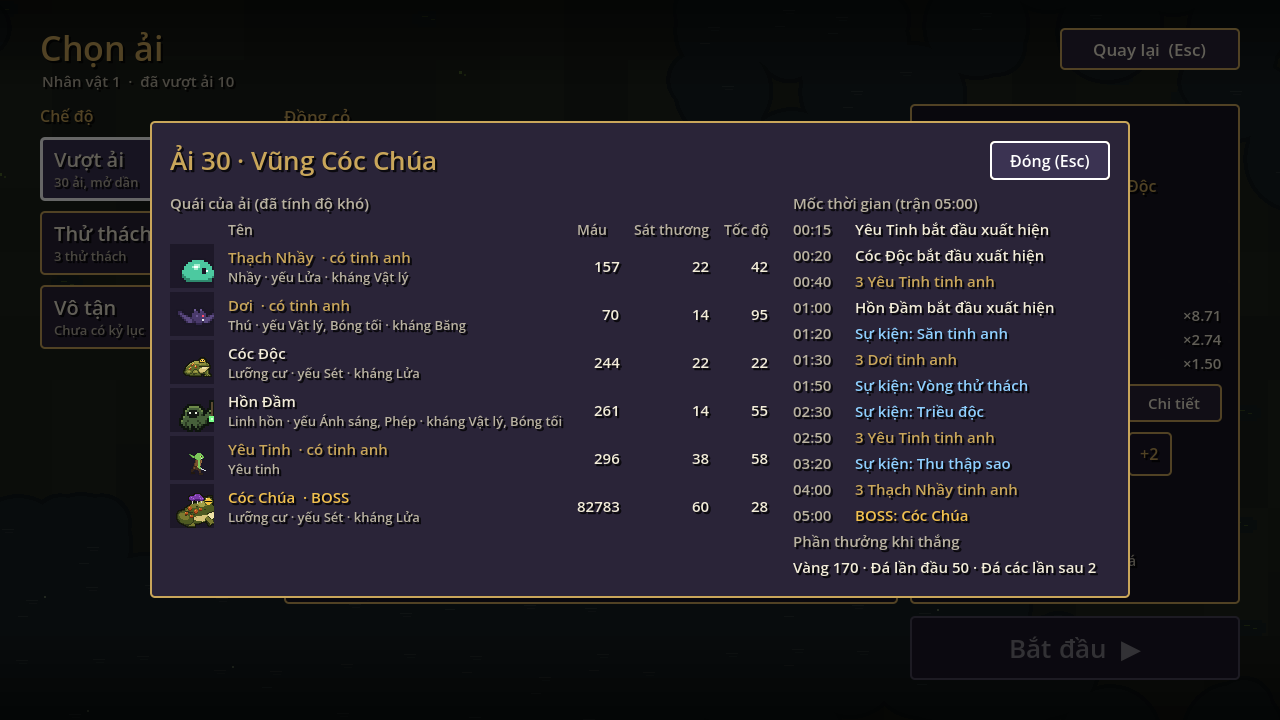 Chọn ải
Quay lại (Esc)
Nhân vật 1 · đã vượt ải 10
Chế độ
Đồng cỏ
Vượt ải
30 ải, mở dần
Thử thách
3 thử thách
Vô tận
Chưa có kỷ lục
Ải 30 · Vũng Cóc Chúa
Đóng (Esc)
Quái của ải (đã tính độ khó)
Tên Máu Sát thương Tốc độ
Thạch Nhầy · có tinh anh 157 22 42
Nhầy · yếu Lửa · kháng Vật lý
Dơi · có tinh anh 70 14 95
Thú · yếu Vật lý, Bóng tối · kháng Băng
Cóc Độc 244 22 22
Lưỡng cư · yếu Sét · kháng Lửa
Hồn Đầm 261 14 55
Linh hồn · yếu Ánh sáng, Phép · kháng Vật lý, Bóng tối
Yêu Tinh · có tinh anh 296 38 58
Yêu tinh
Cóc Chúa · BOSS 82783 60 28
Lưỡng cư · yếu Sét · kháng Lửa
Mốc thời gian (trận 05:00)
00:15 Yêu Tinh bắt đầu xuất hiện
00:20 Cóc Độc bắt đầu xuất hiện
00:40 3 Yêu Tinh tinh anh
01:00 Hồn Đầm bắt đầu xuất hiện
01:20 Sự kiện: Săn tinh anh
01:30 3 Dơi tinh anh
01:50 Sự kiện: Vòng thử thách
02:30 Sự kiện: Triều độc
02:50 3 Yêu Tinh tinh anh
03:20 Sự kiện: Thu thập sao
04:00 3 Thạch Nhầy tinh anh
05:00 BOSS: Cóc Chúa
Phần thưởng khi thắng
Vàng 170 · Đá lần đầu 50 · Đá các lần sau 2
Độc
×8.71
×2.74
×1.50
Chi tiết
+2
Bắt đầu ▶